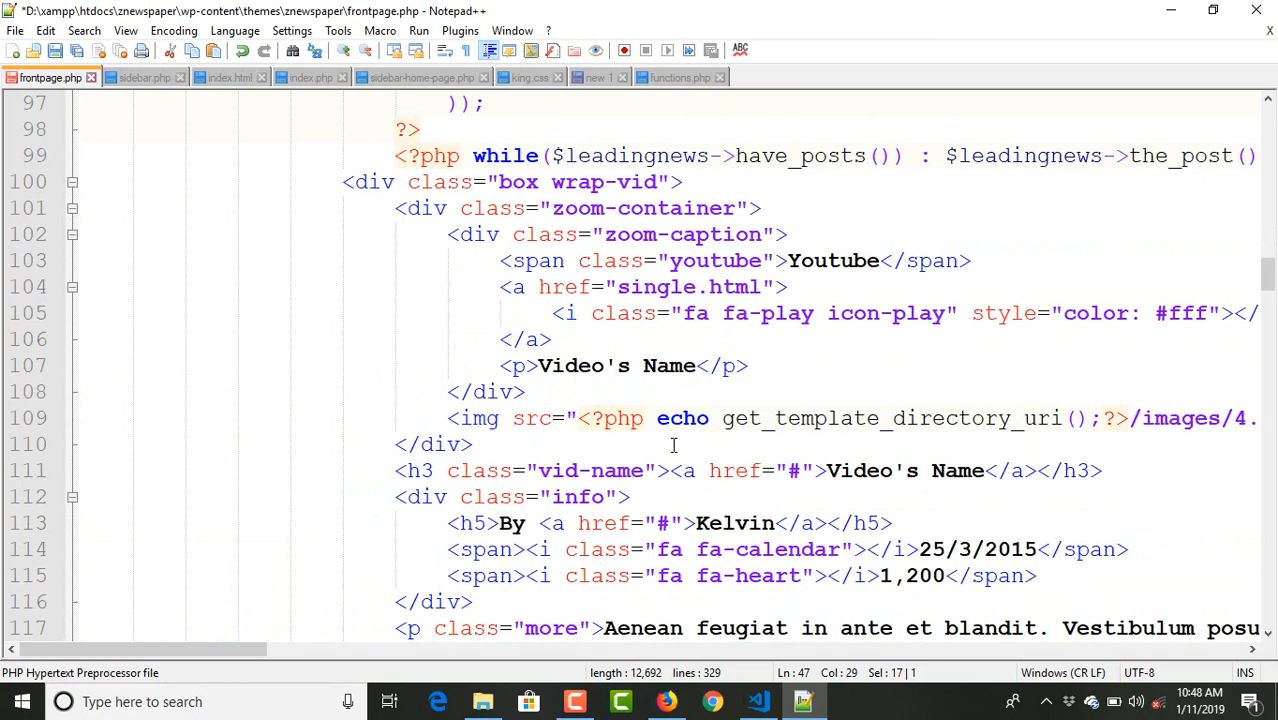 *D:\xampp\htdocs\znewspaper\wp-content\themes\znewspaper\frontpage.php - Notepad++
File Edit Search View Encoding Language Settings Tools Macro Run Plugins Window ? X
frontpage.php sidebar.php index.html index.php sidebar-home-page.php king.css new 1 functions.php
97 ));
98 ?>
99 <?php while($leadingnews->have_posts()) : $leadingnews->the_post()
100 <div class="box wrap-vid">
101 <div class="zoom-container">
102 <div class="zoom-caption">
103 <span class="youtube">Youtube</span>
104 <a href="single.html">
105 <i class="fa fa-play icon-play" style="color: #fff"></
106 </a>
107 <p>Video's Name</p>
108 </div>
109 <img src="<?php echo get_template_directory_uri();?>/images/4.
110 </div>
111 <h3 class="vid-name"><a href="#">Video's Name</a></h3>
112 <div class="info">
113 <h5>By <a href="#">Kelvin</a></h5>
114 <span><i class="fa fa-calendar"></i>25/3/2015</span>
115 <span><i class="fa fa-heart"></i>1,200</span>
116 </div>
117 <p class="more">Aenean feugiat in ante et blandit. Vestibulum posu
PHP Hypertext Preprocessor file length : 12,692 lines : 329 Ln : 47 Col : 29 Sel : 17 | 1 Windows (CR LF) UTF-8 INS
Type here to search
10:48 AM
1/11/2019